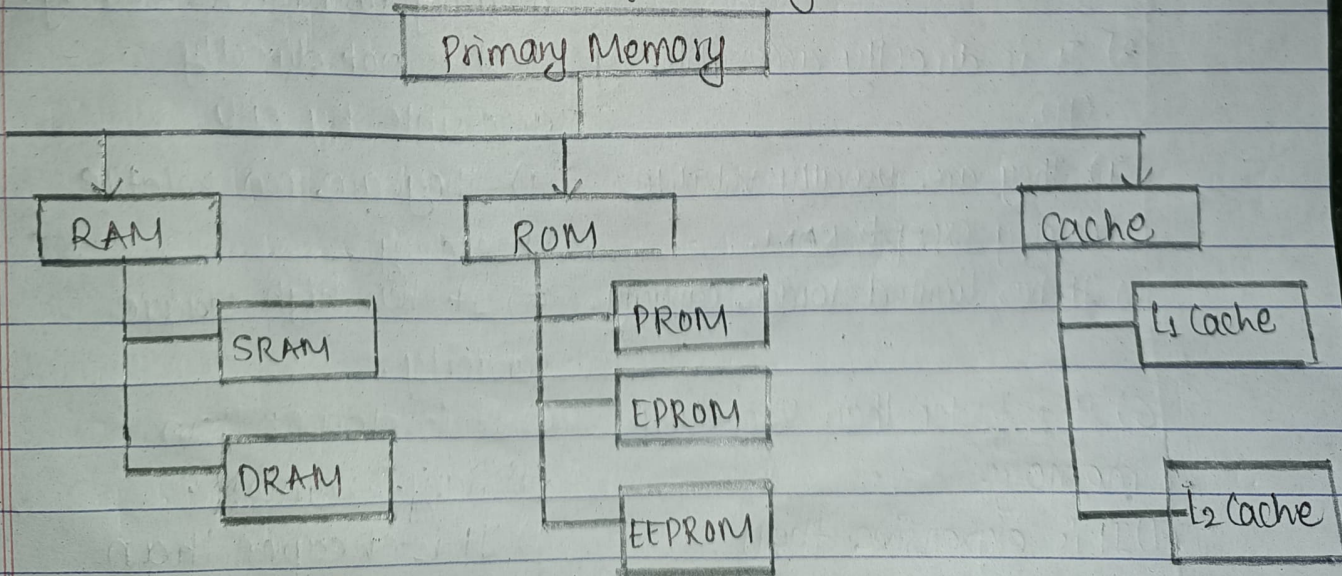 Primary Memory
RAM
ROM
Cache
SRAM
DRAM
PROM
EPROM
EEPROM
L1 Cache
L2 Cache